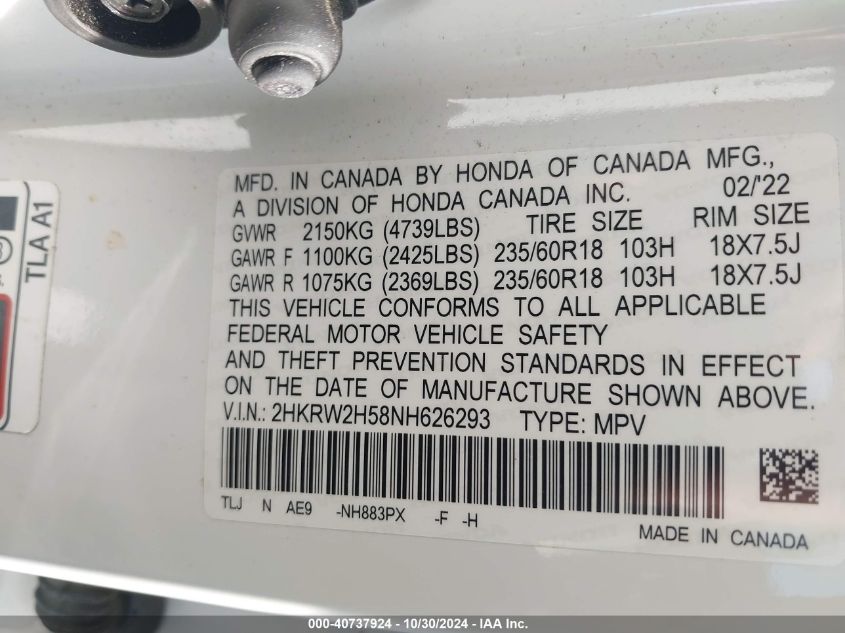 MFD. IN CANADA BY HONDA OF CANADA MFG.,
A DIVISION OF HONDA CANADA INC. 02/'22
GVWR 2150KG (4739LBS) TIRE SIZE RIM SIZE
GAWR F 1100KG (2425LBS) 235/60R18 103H 18X7.5J
GAWR R 1075KG (2369LBS) 235/60R18 103H 18X7.5J
THIS VEHICLE CONFORMS TO ALL APPLICABLE
FEDERAL MOTOR VEHICLE SAFETY
AND THEFT PREVENTION STANDARDS IN EFFECT
ON THE DATE OF MANUFACTURE SHOWN ABOVE.
V.I.N.: 2HKRW2H58NH626293 TYPE: MPV
TLJ N AE9 -NH883PX -F -H
MADE IN CANADA
TLA A1
000-40737924 - 10/30/2024 - IAA Inc.